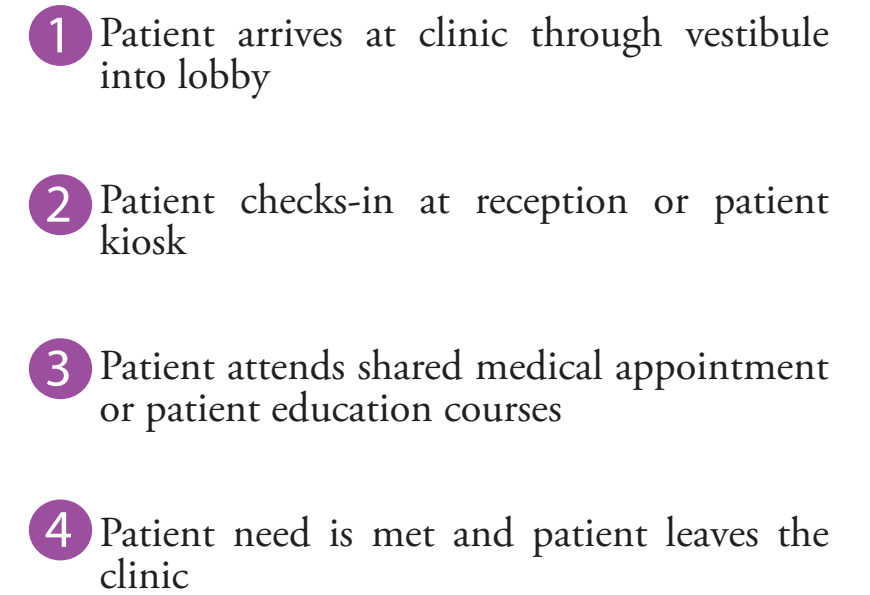 1 Patient arrives at clinic through vestibule
into lobby
2 Patient checks-in at reception or patient
kiosk
3 Patient attends shared medical appointment
or patient education courses
4 Patient need is met and patient leaves the
clinic